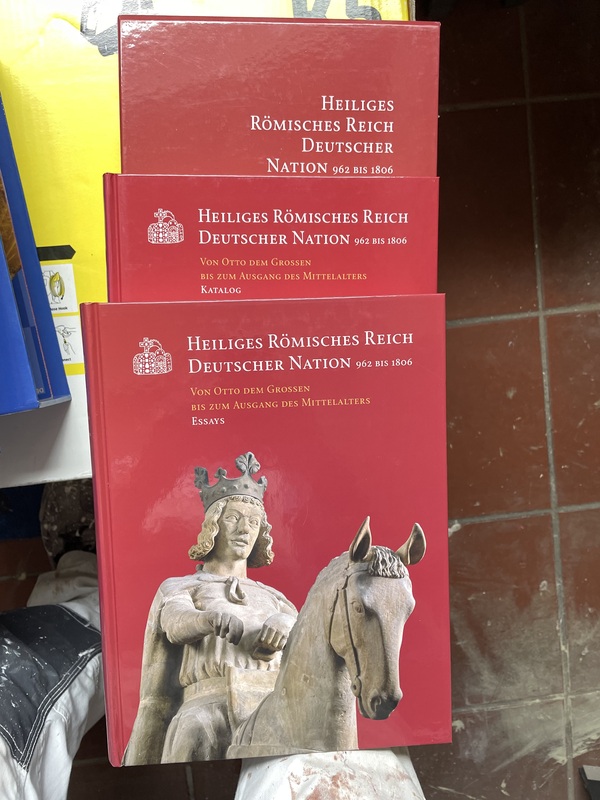 Heiliges
Römisches Reich
Deutscher
Nation 962 bis 1806
Heiliges Römisches Reich
Deutscher Nation 962 bis 1806
Von Otto dem Grossen
bis zum Ausgang des Mittelalters
Katalog
Heiliges Römisches Reich
Deutscher Nation 962 bis 1806
Von Otto dem Grossen
bis zum Ausgang des Mittelalters
Essays